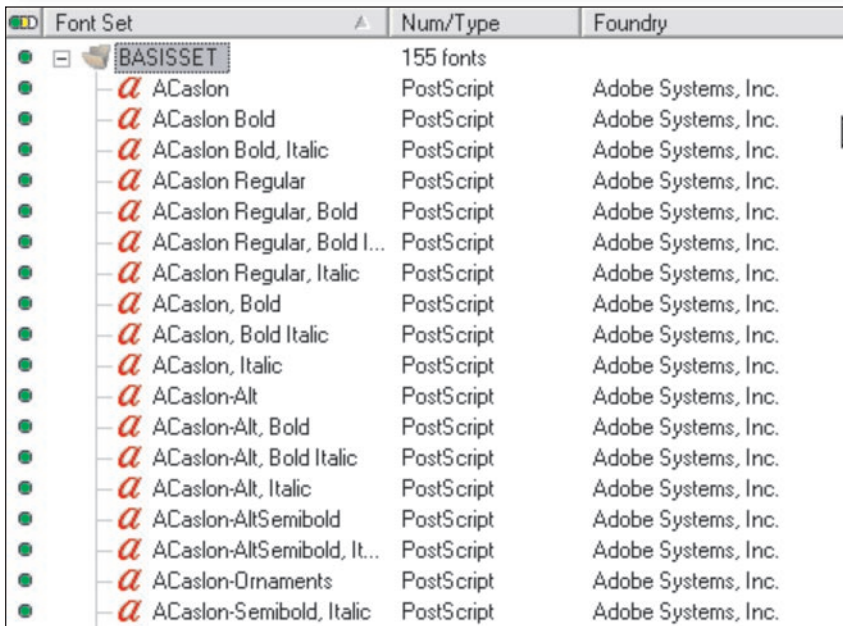 Font Set Num/Type Foundry
BASISSET 155 fonts
ACaslon PostScript Adobe Systems, Inc.
ACaslon Bold PostScript Adobe Systems, Inc.
ACaslon Bold, Italic PostScript Adobe Systems, Inc.
ACaslon Regular PostScript Adobe Systems, Inc.
ACaslon Regular, Bold PostScript Adobe Systems, Inc.
ACaslon Regular, Bold I... PostScript Adobe Systems, Inc.
ACaslon Regular, Italic PostScript Adobe Systems, Inc.
ACaslon, Bold PostScript Adobe Systems, Inc.
ACaslon, Bold Italic PostScript Adobe Systems, Inc.
ACaslon, Italic PostScript Adobe Systems, Inc.
ACaslon-Alt PostScript Adobe Systems, Inc.
ACaslon-Alt, Bold PostScript Adobe Systems, Inc.
ACaslon-Alt, Bold Italic PostScript Adobe Systems, Inc.
ACaslon-Alt, Italic PostScript Adobe Systems, Inc.
ACaslon-AltSemibold PostScript Adobe Systems, Inc.
ACaslon-AltSemibold, It... PostScript Adobe Systems, Inc.
ACaslon-Ornaments PostScript Adobe Systems, Inc.
ACaslon-Semibold, Italic PostScript Adobe Systems, Inc.